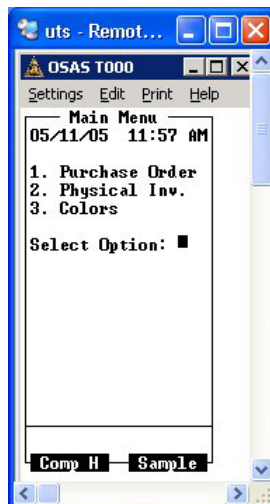 uts - Remot...
OSAS T000
Settings Edit Print Help
Main Menu
05/11/05 11:57 AM
1. Purchase Order
2. Physical Inv.
3. Colors
Select Option:
Comp H Sample